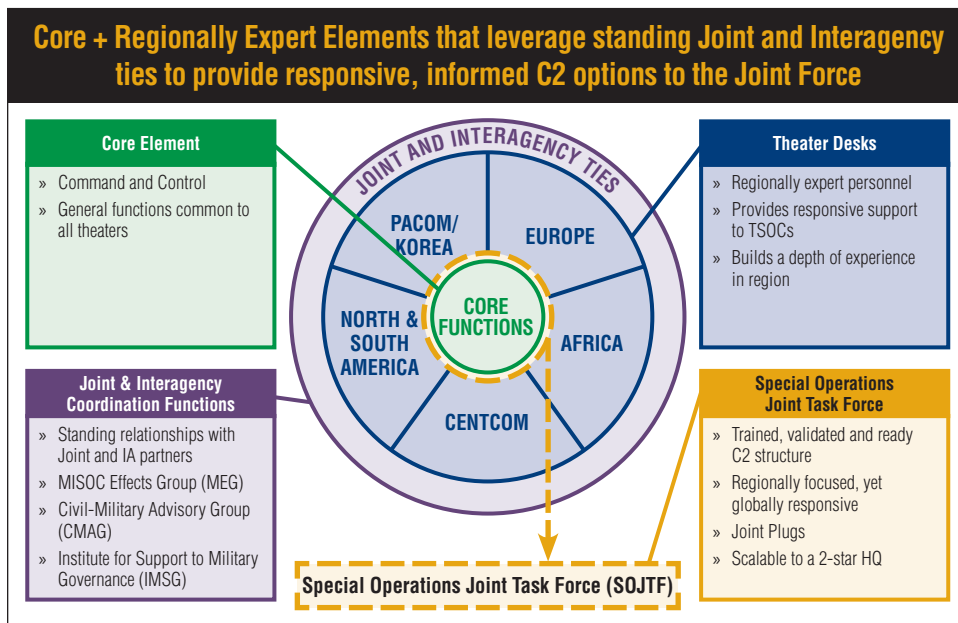 Core + Regionally Expert Elements that leverage standing Joint and Interagency
ties to provide responsive, informed C2 options to the Joint Force
Core Element
» Command and Control
» General functions common to
all theaters
JOINT AND INTERAGENCY TIES
PACOM/
KOREA
EUROPE
NORTH &
SOUTH
AMERICA
CORE
FUNCTIONS
AFRICA
CENTCOM
Theater Desks
» Regionally expert personnel
» Provides responsive support
to TSOCs
» Builds a depth of experience
in region
Joint & Interagency
Coordination Functions
» Standing relationships with
Joint and IA partners
» MISOC Effects Group (MEG)
» Civil-Military Advisory Group
(CMAG)
» Institute for Support to Military
Governance (IMSG)
Special Operations Joint Task Force (SOJTF)
Special Operations
Joint Task Force
» Trained, validated and ready
C2 structure
» Regionally focused, yet
globally responsive
» Joint Plugs
» Scalable to a 2-star HQ